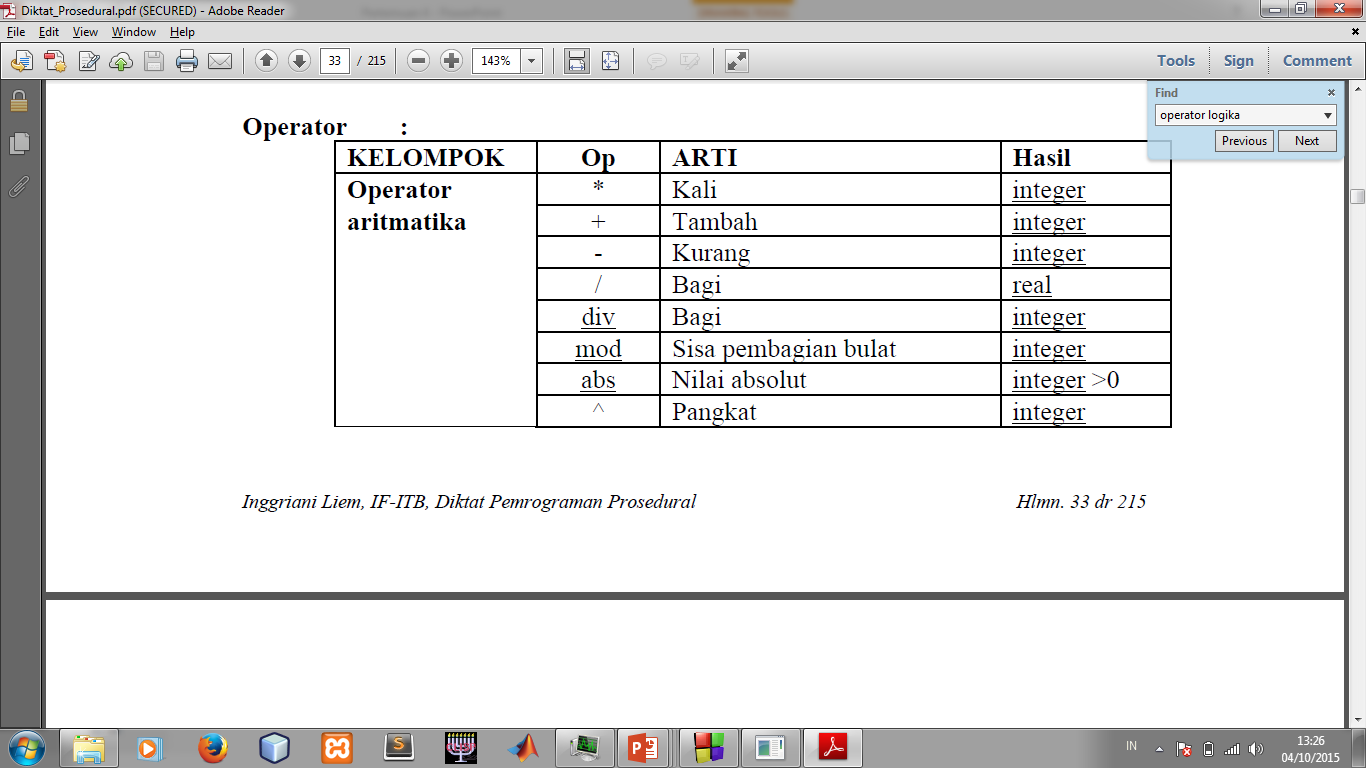 Diktat_Prosedural.pdf (SECURED) - Adobe Reader
File Edit View Window Help
33 / 215 143% Tools Sign Comment
Find
operator logika
Previous Next
Operator :
KELOMPOK Op ARTI Hasil
Operator aritmatika * Kali integer
+ Tambah integer
- Kurang integer
/ Bagi real
div Bagi integer
mod Sisa pembagian bulat integer
abs Nilai absolut integer >0
^ Pangkat integer
Inggriani Liem, IF-ITB, Diktat Pemrograman Prosedural Hlmn. 33 dr 215
IN 13:26
04/10/2015